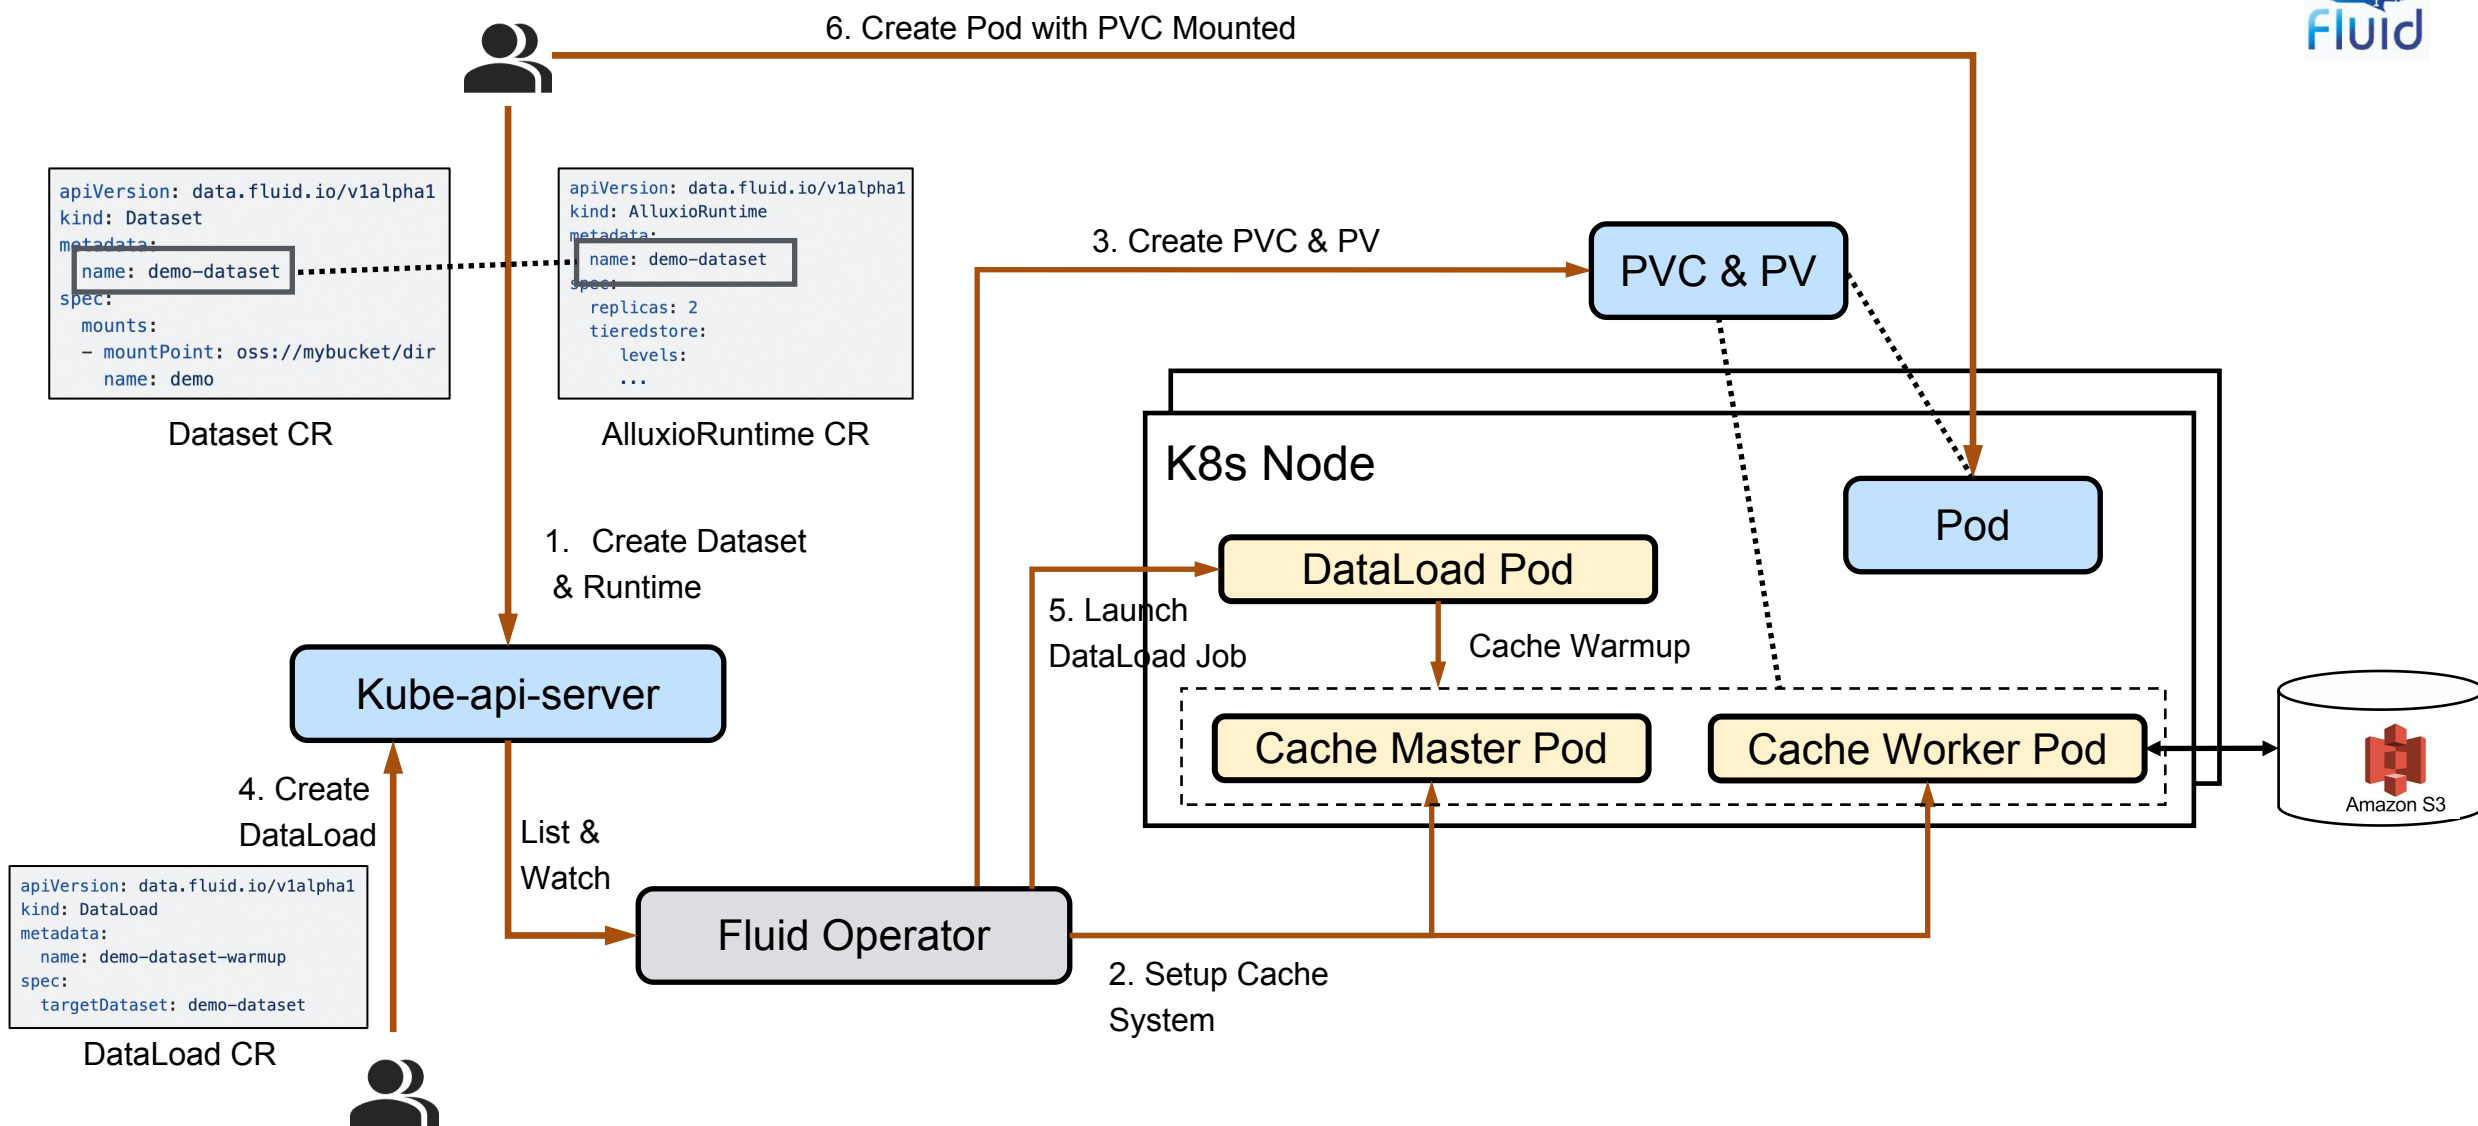 6. Create Pod with PVC Mounted
Fluid
apiVersion: data.fluid.io/v1alpha1
kind: Dataset
metadata:
name: demo-dataset
spec:
mounts:
- mountPoint: oss://mybucket/dir
name: demo
Dataset CR
apiVersion: data.fluid.io/v1alpha1
kind: AlluxioRuntime
metadata:
name: demo-dataset
spec:
replicas: 2
tieredstore:
levels:
...
AlluxioRuntime CR
3. Create PVC & PV
PVC & PV
K8s Node
Pod
1. Create Dataset
& Runtime
DataLoad Pod
5. Launch
DataLoad Job
Cache Warmup
Kube-api-server
Cache Master Pod
Cache Worker Pod
Amazon S3
4. Create
DataLoad
List &
Watch
apiVersion: data.fluid.io/v1alpha1
kind: DataLoad
metadata:
name: demo-dataset-warmup
spec:
targetDataset: demo-dataset
DataLoad CR
Fluid Operator
2. Setup Cache
System